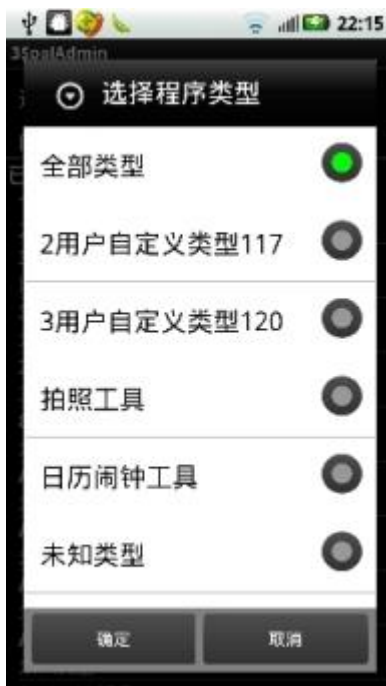 22:15
3SpalAdmin
选择程序类型
全部类型
2用户自定义类型117
3用户自定义类型120
拍照工具
日历闹钟工具
未知类型
确定
取消